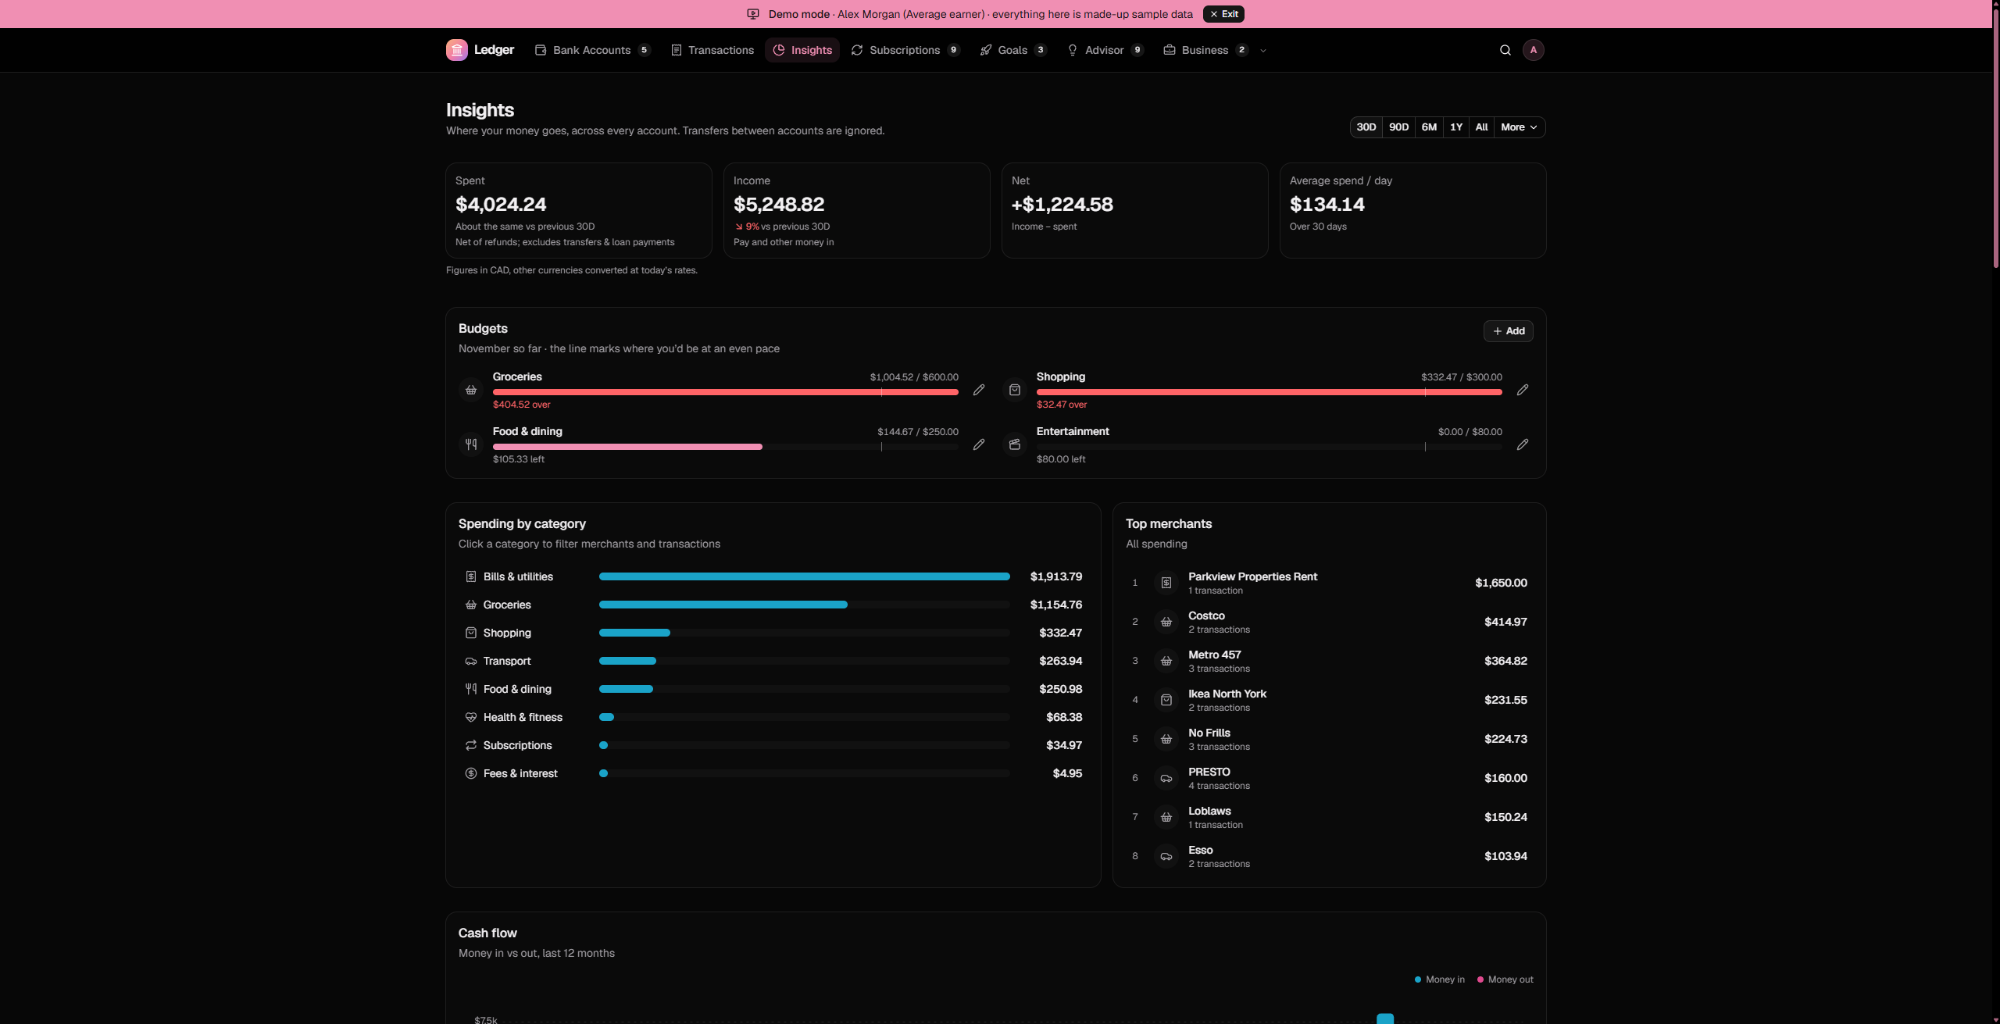 Demo mode · Alex Morgan (Average earner) · everything here is made-up sample data
Exit
Ledger
Bank Accounts 5
Transactions
Insights
Subscriptions 9
Goals 3
Advisor 9
Business 2
A
Insights
Where your money goes, across every account. Transfers between accounts are ignored.
30D 90D 6M 1Y All More
Spent
$4,024.24
About the same vs previous 30D
Net of refunds; excludes transfers & loan payments
Income
$5,248.82
↘ 9% vs previous 30D
Pay and other money in
Net
+$1,224.58
Income − spent
Average spend / day
$134.14
Over 30 days
Figures in CAD, other currencies converted at today's rates.
Budgets
+ Add
November so far · the line marks where you'd be at an even pace
Groceries
$1,004.52 / $600.00
$404.52 over
Shopping
$332.47 / $300.00
$32.47 over
Food & dining
$144.67 / $250.00
$105.33 left
Entertainment
$0.00 / $80.00
$80.00 left
Spending by category
Click a category to filter merchants and transactions
Bills & utilities $1,913.79
Groceries $1,154.76
Shopping $332.47
Transport $263.94
Food & dining $250.98
Health & fitness $68.38
Subscriptions $34.97
Fees & interest $4.95
Top merchants
All spending
1 Parkview Properties Rent $1,650.00
1 transaction
2 Costco $414.97
2 transactions
3 Metro 457 $364.82
3 transactions
4 Ikea North York $231.55
2 transactions
5 No Frills $224.73
3 transactions
6 PRESTO $160.00
4 transactions
7 Loblaws $150.24
1 transaction
8 Esso $103.94
2 transactions
Cash flow
Money in vs out, last 12 months
Money in Money out
$7.5k